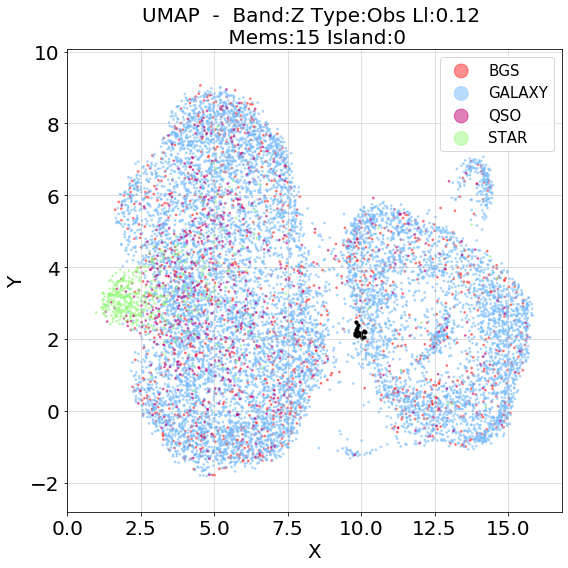 UMAP - Band:Z Type:Obs Ll:0.12
Mems:15 Island:0
BGS
GALAXY
QSO
STAR
10
8
6
4
2
0
−2
Y
0.0 2.5 5.0 7.5 10.0 12.5 15.0
X